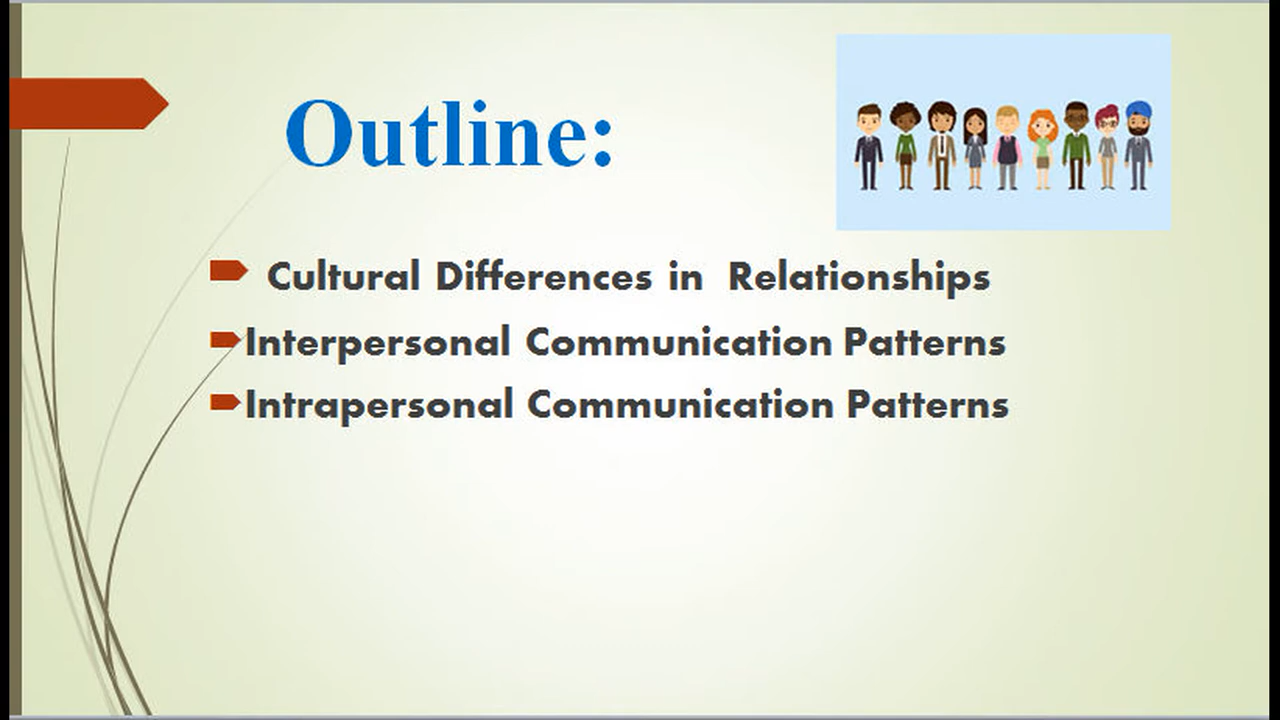 Outline:
Cultural Differences in Relationships
Interpersonal Communication Patterns
Intrapersonal Communication Patterns